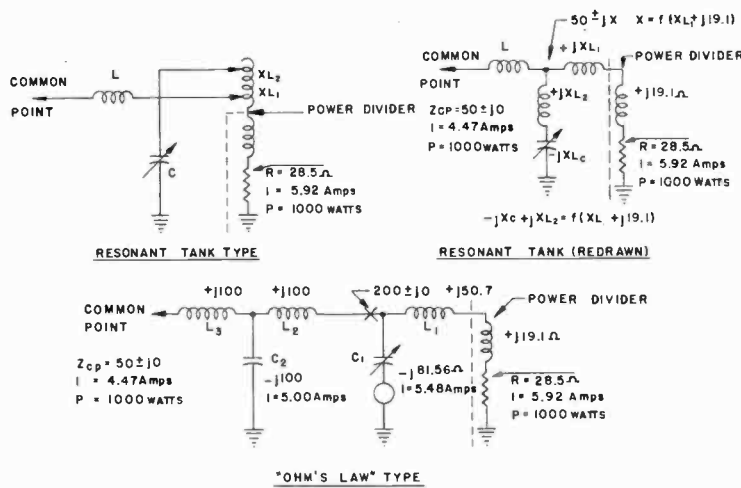 COMMON
POINT
L
XL2
XL1
POWER DIVIDER
C
R = 28.5Ω
I = 5.92 Amps
P = 1000 WATTS
RESONANT TANK TYPE
50 ± jX X = f(XL1 + j19.1)
L
+jXL1
POWER DIVIDER
COMMON
POINT
ZCP = 50 ± j0
I = 4.47 Amps
P = 1000 WATTS
+jXL2
-jXLC
+j19.1Ω
R = 28.5Ω
I = 5.92 Amps
P = 1000 WATTS
-jXC + jXL2 = f(XL + j19.1)
RESONANT TANK (REDRAWN)
+j100
+j100
200 ± j0
+j50.7
POWER DIVIDER
COMMON
POINT
L3
L2
L1
+j19.1Ω
ZCP = 50 ± j0
I = 4.47 Amps
P = 1000 WATTS
C2
-j100
I = 5.00 Amps
C1
-j81.56Ω
I = 5.48 Amps
R = 28.5Ω
I = 5.92 Amps
P = 1000 WATTS
"OHM'S LAW" TYPE